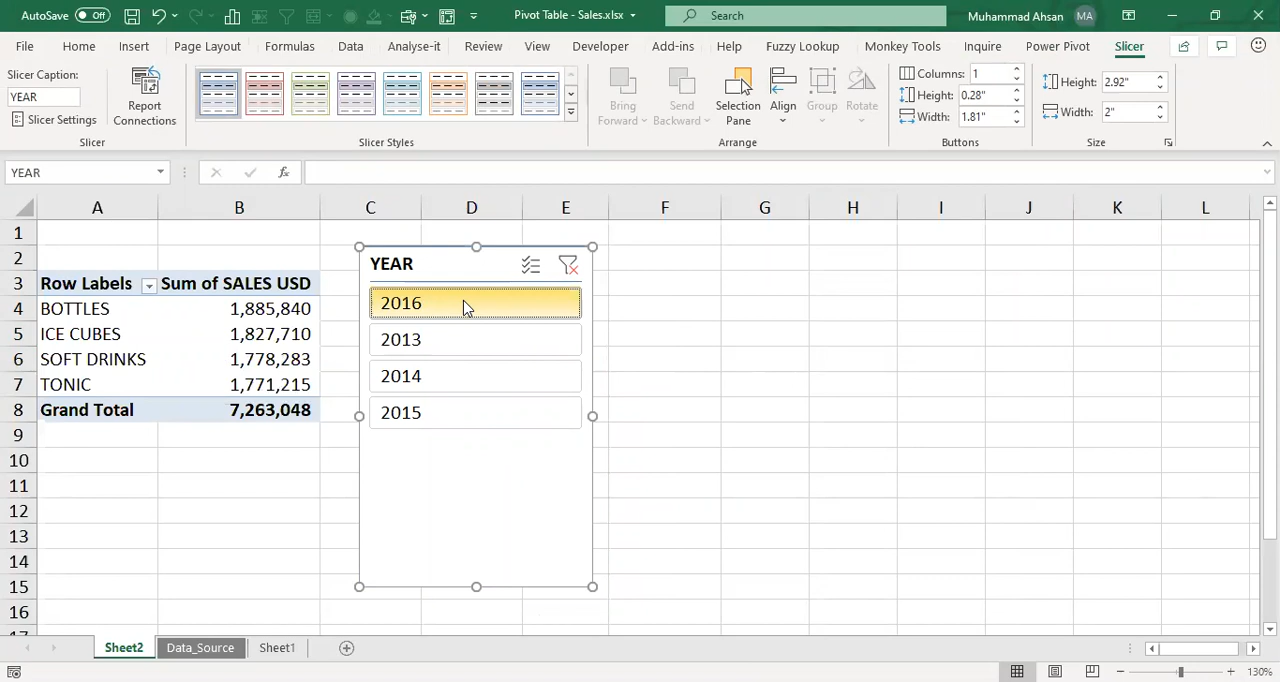 AutoSave Off Pivot Table - Sales.xlsx Search Muhammad Ahsan MA
File Home Insert Page Layout Formulas Data Analyse-it Review View Developer Add-ins Help Fuzzy Lookup Monkey Tools Inquire Power Pivot Slicer
Slicer Caption:
YEAR
Slicer Settings
Report
Connections
Slicer
Slicer Styles
Bring
Forward
Send
Backward
Selection
Pane
Align
Group
Rotate
Arrange
Columns: 1
Height: 0.28"
Width: 1.81"
Buttons
Height: 2.92"
Width: 2"
Size
YEAR fx
A B C D E F G H I J K L
1
2 YEAR
3 Row Labels Sum of SALES USD
4 BOTTLES 1,885,840 2016
5 ICE CUBES 1,827,710 2013
6 SOFT DRINKS 1,778,283
7 TONIC 1,771,215 2014
8 Grand Total 7,263,048 2015
9
10
11
12
13
14
15
16
17
Sheet2 Data_Source Sheet1
130%